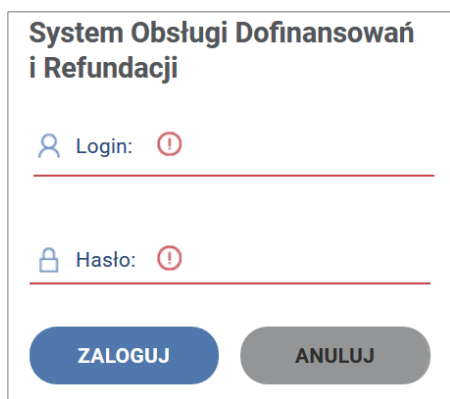 System Obsługi Dofinansowań
i Refundacji
Login:
Hasło:
ZALOGUJ ANULUJ